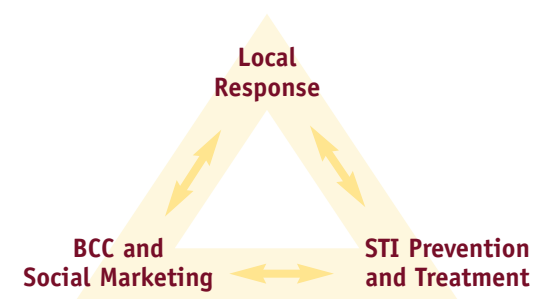 Local
Response
BCC and
Social Marketing
STI Prevention
and Treatment